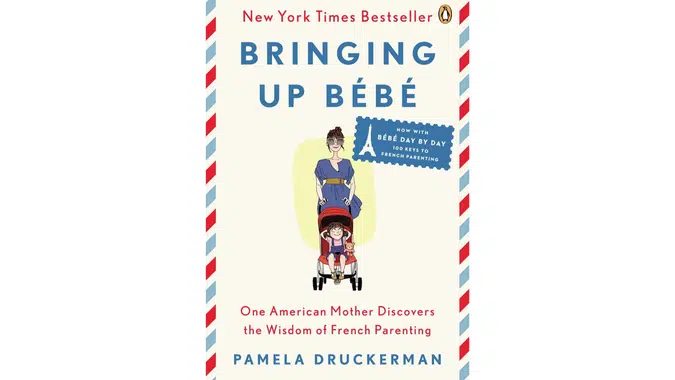 New York Times Bestseller
BRINGING
UP BÉBÉ
NOW WITH
BÉBÉ DAY BY DAY
100 KEYS TO
FRENCH PARENTING
One American Mother Discovers
the Wisdom of French Parenting
PAMELA DRUCKERMAN